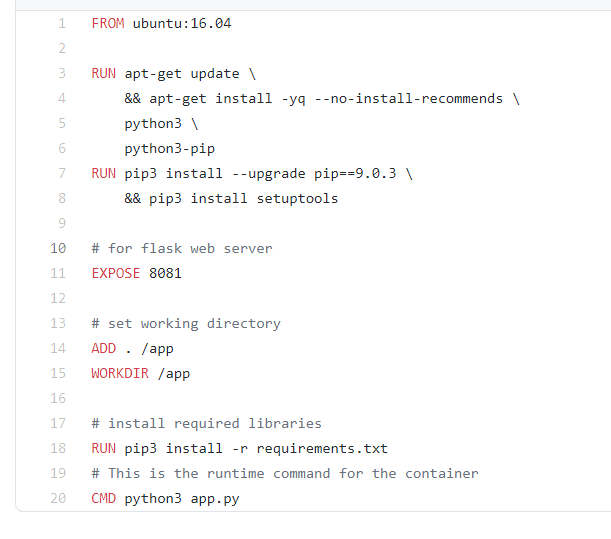 1 FROM ubuntu:16.04
2
3 RUN apt-get update \
4 && apt-get install -yq --no-install-recommends \
5 python3 \
6 python3-pip
7 RUN pip3 install --upgrade pip==9.0.3 \
8 && pip3 install setuptools
9
10 # for flask web server
11 EXPOSE 8081
12
13 # set working directory
14 ADD . /app
15 WORKDIR /app
16
17 # install required libraries
18 RUN pip3 install -r requirements.txt
19 # This is the runtime command for the container
20 CMD python3 app.py